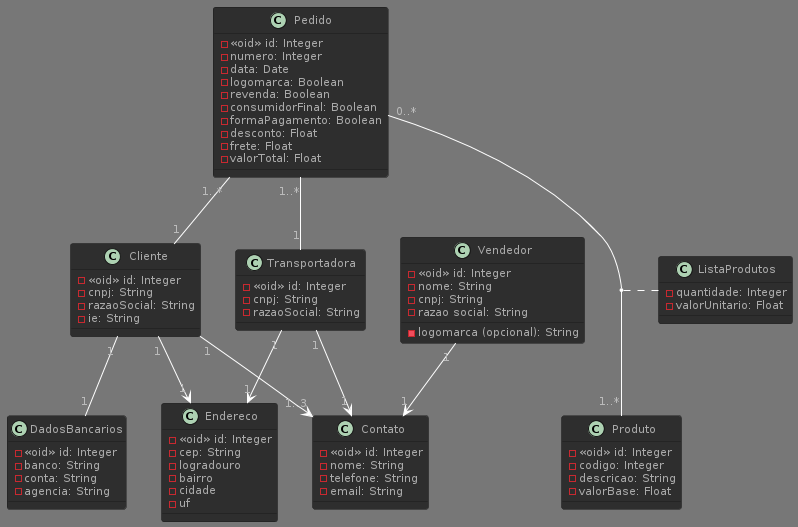 C Pedido
«oid» id: Integer
numero: Integer
data: Date
logomarca: Boolean
revenda: Boolean
consumidorFinal: Boolean
formaPagamento: Boolean
desconto: Float
frete: Float
valorTotal: Float
0..*
1..*
1..*
1
1
C Cliente
«oid» id: Integer
cnpj: String
razaoSocial: String
ie: String
C Transportadora
«oid» id: Integer
cnpj: String
razaoSocial: String
C Vendedor
«oid» id: Integer
nome: String
cnpj: String
razao social: String
logomarca (opcional): String
C ListaProdutos
quantidade: Integer
valorUnitario: Float
1
1
1
1
1
1
1
1
1
1..3
1
1
1..*
C DadosBancarios
«oid» id: Integer
banco: String
conta: String
agencia: String
C Endereco
«oid» id: Integer
cep: String
logradouro
bairro
cidade
uf
C Contato
«oid» id: Integer
nome: String
telefone: String
email: String
C Produto
«oid» id: Integer
codigo: Integer
descricao: String
valorBase: Float